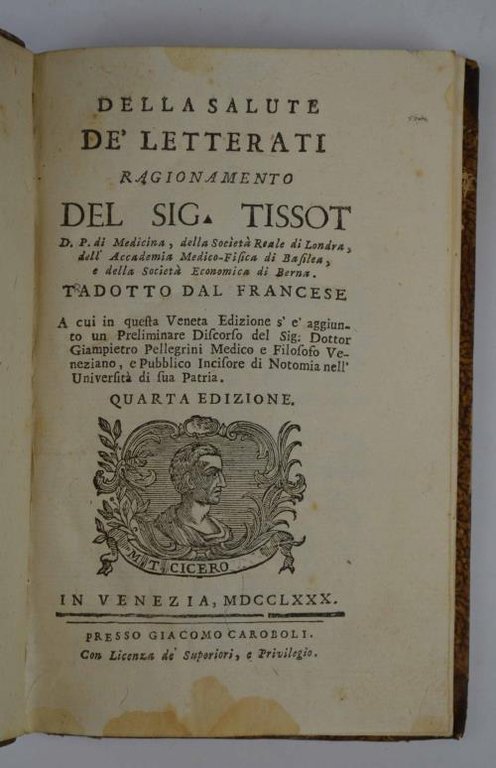 DELLA SALUTE
DE' LETTERATI
RAGIONAMENTO
DEL SIG. TISSOT
D. P. di Medicina, della Società Reale di Londra,
dell' Accademia Medico-Fiſica di Baſilea,
e della Società Economica di Berna.
TADOTTO DAL FRANCESE
A cui in queſta Veneta Edizione s' e' aggiun-
to un Preliminare Diſcorſo del Sig: Dottor
Giampietro Pellegrini Medico e Filoſofo Ve-
neziano, e Pubblico Inciſore di Notomia nell'
Univerſità di ſua Patria.
QUARTA EDIZIONE.
M. T. CICERO
IN VENEZIA, MDCCLXXX.
PRESSO GIACOMO CAROBOLI.
Con Licenza de' Superiori, e Privilegio.